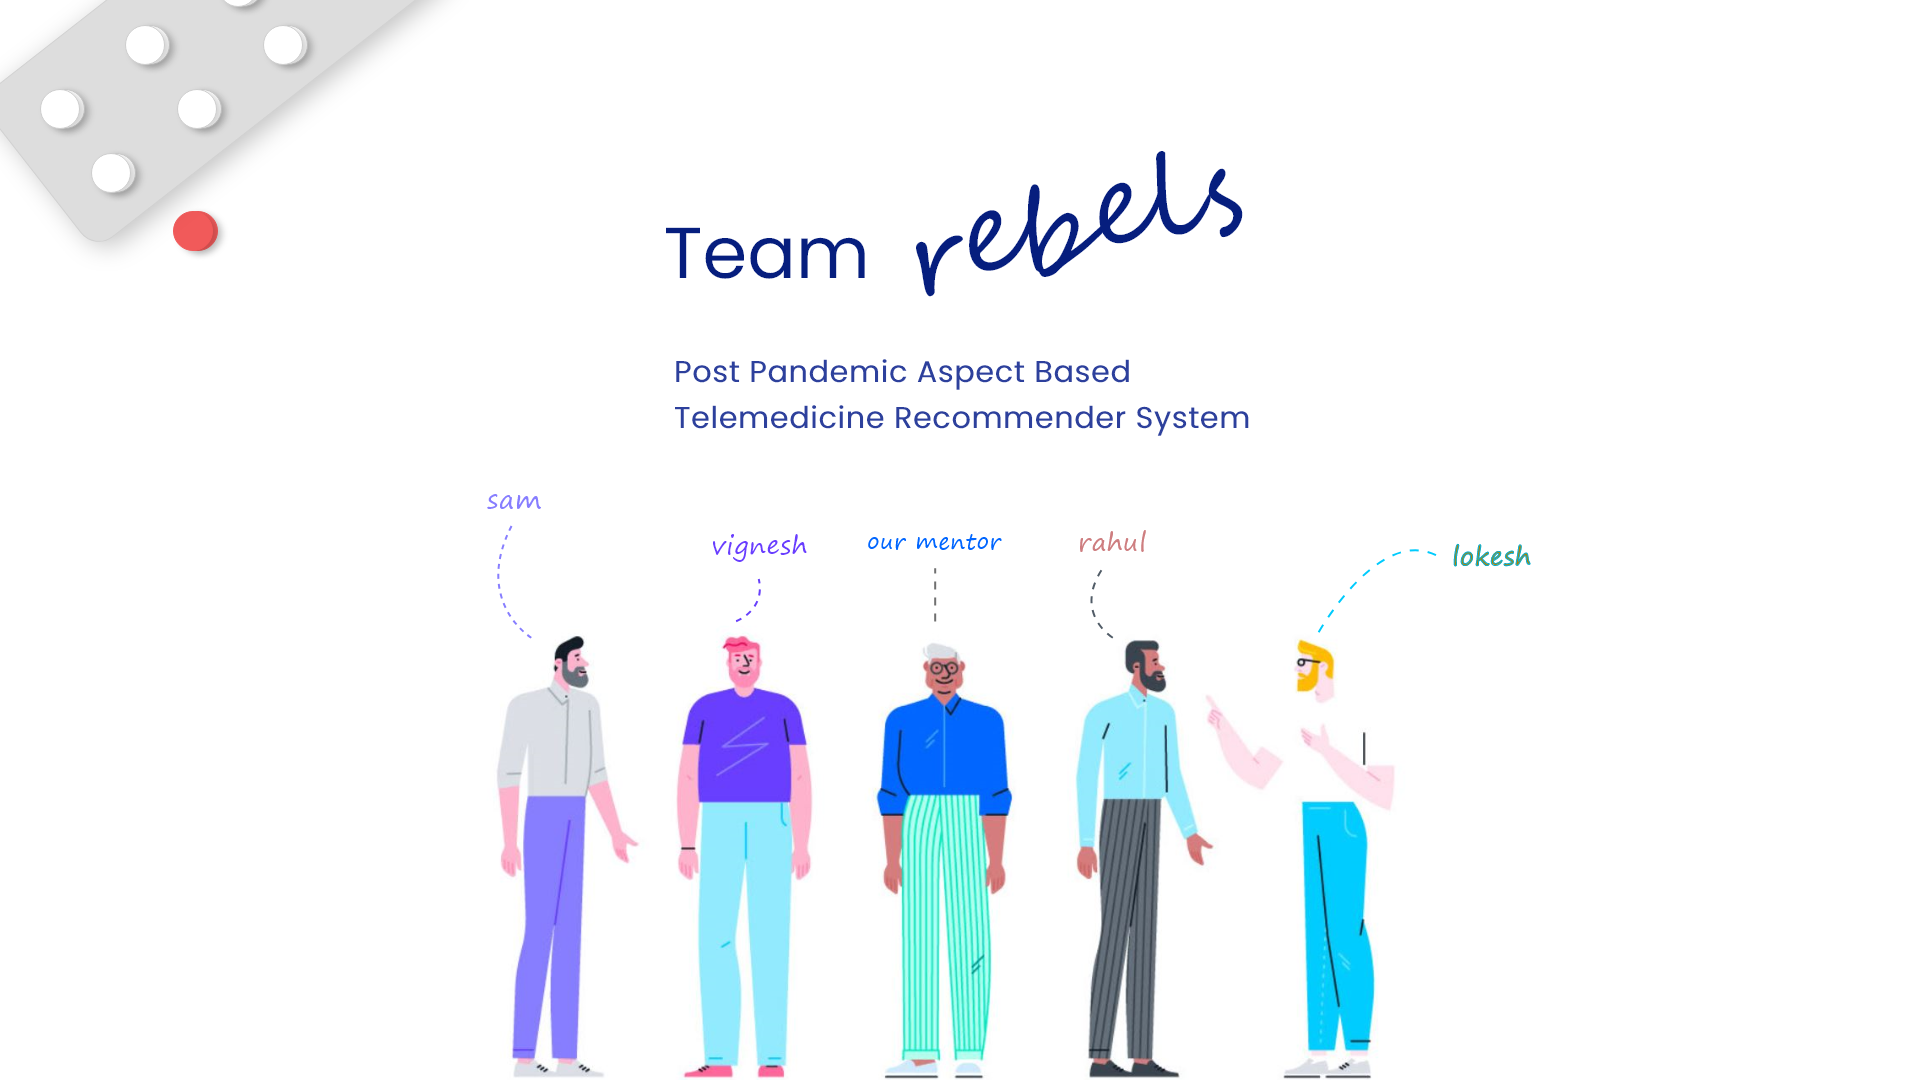 Team rebels
Post Pandemic Aspect Based
Telemedicine Recommender System
sam
vignesh
our mentor
rahul
lokesh